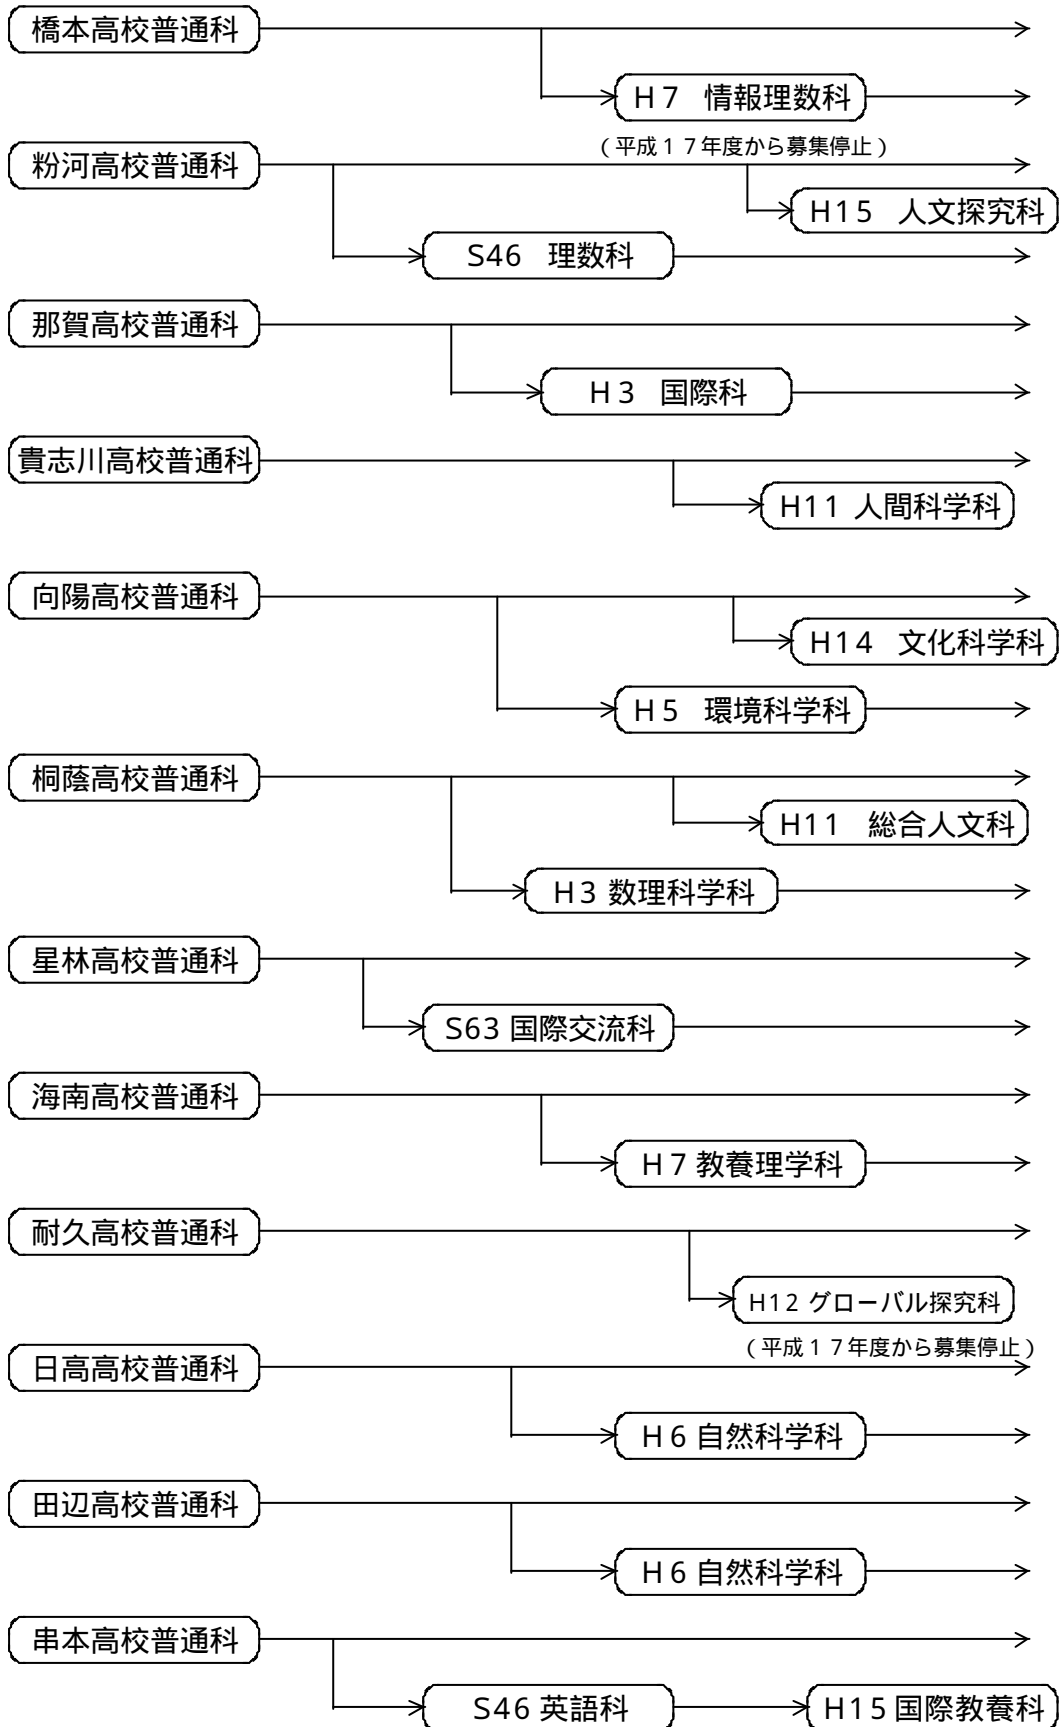 橋本高校普通科
H7 情報理数科
(平成17年度から募集停止)
粉河高校普通科
H15 人文探究科
S46 理数科
那賀高校普通科
H3 国際科
貴志川高校普通科
H11 人間科学科
向陽高校普通科
H14 文化科学科
H5 環境科学科
桐蔭高校普通科
H11 総合人文科
H3 数理科学科
星林高校普通科
S63 国際交流科
海南高校普通科
H7 教養理学科
耐久高校普通科
H12 グローバル探究科
(平成17年度から募集停止)
日高高校普通科
H6 自然科学科
田辺高校普通科
H6 自然科学科
串本高校普通科
S46 英語科 H15 国際教養科